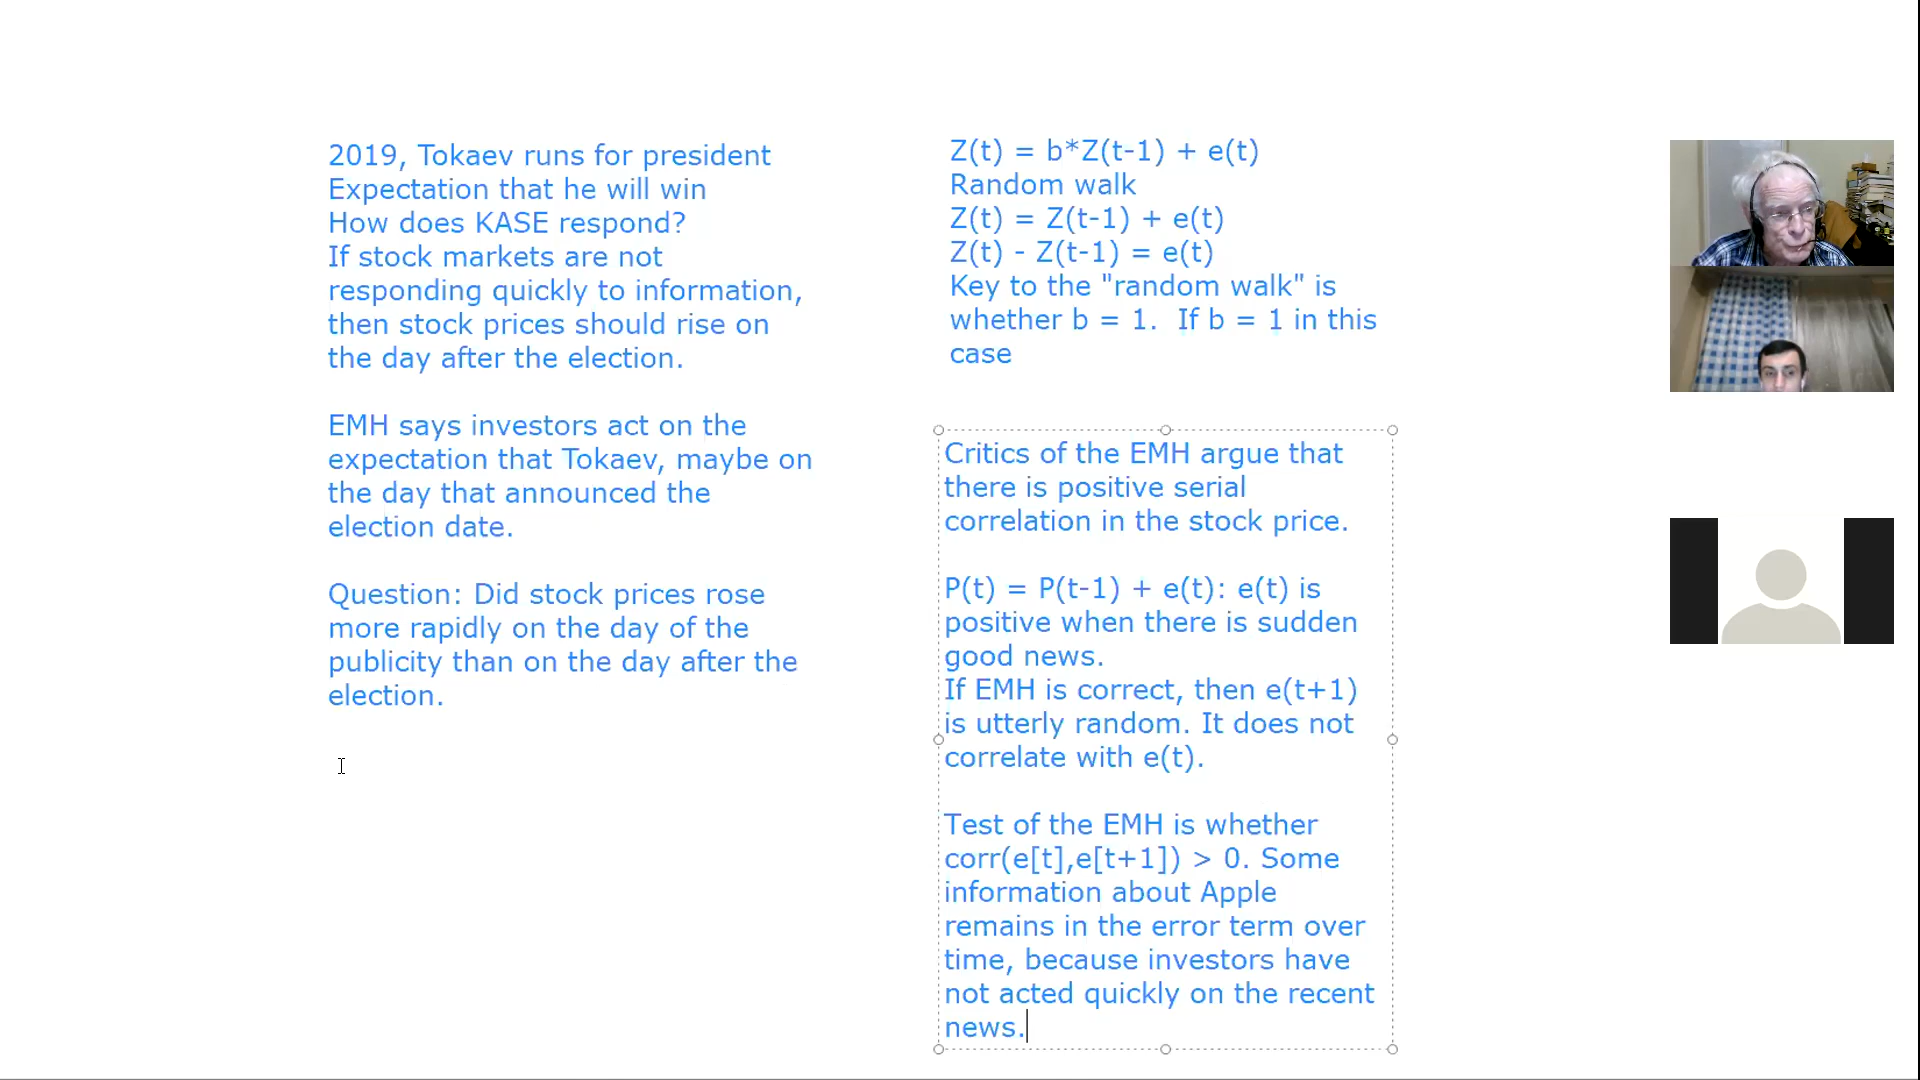 2019, Tokaev runs for president
Expectation that he will win
How does KASE respond?
If stock markets are not
responding quickly to information,
then stock prices should rise on
the day after the election.
EMH says investors act on the
expectation that Tokaev, maybe on
the day that announced the
election date.
Question: Did stock prices rose
more rapidly on the day of the
publicity than on the day after the
election.
Z(t) = b*Z(t-1) + e(t)
Random walk
Z(t) = Z(t-1) + e(t)
Z(t) - Z(t-1) = e(t)
Key to the "random walk" is
whether b = 1.  If b = 1 in this
case
Critics of the EMH argue that
there is positive serial
correlation in the stock price.
P(t) = P(t-1) + e(t): e(t) is
positive when there is sudden
good news.
If EMH is correct, then e(t+1)
is utterly random. It does not
correlate with e(t).
Test of the EMH is whether
corr(e[t],e[t+1]) > 0. Some
information about Apple
remains in the error term over
time, because investors have
not acted quickly on the recent
news.